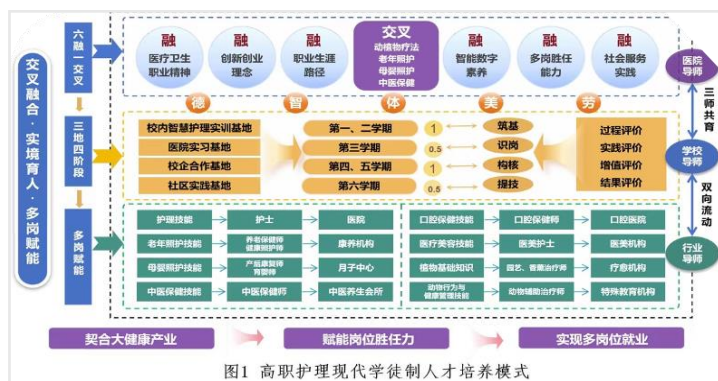 交叉融合·实境育人·多岗赋能
六融一交叉
三地四阶段
多岗赋能
融
医疗卫生
职业精神
融
创新创业
理念
融
职业生涯
路径
交叉
动植物疗法
老年照护
母婴照护
中医保健
融
智能数字
素养
融
多岗胜任
能力
融
社会服务
实践
德
智
体
美
劳
校内智慧护理实训基地
医院实习基地
校企合作基地
社区实践基地
第一、二学期
第三学期
第四、五学期
第六学期
1
0.5
1
0.5
筑基
识岗
构核
提技
过程评价
实践评价
增值评价
结果评价
护理技能
护士
医院
老年照护技能
养老保健师
健康照护师
康养机构
母婴照护技能
产后康复师
育婴师
月子中心
中医保健技能
中医保健师
中医养生会所
口腔保健技能
口腔保健师
口腔医院
医疗美容技能
医美护士
医美机构
植物基础知识
园艺、香薰治疗师
疗愈机构
动物行为与
健康管理技能
动物辅助治疗师
特殊教育机构
医院
导师
三师共育
学校
导师
双向流动
行业
导师
契合大健康产业
赋能岗位胜任力
实现多岗位就业
图1 高职护理现代学徒制人才培养模式